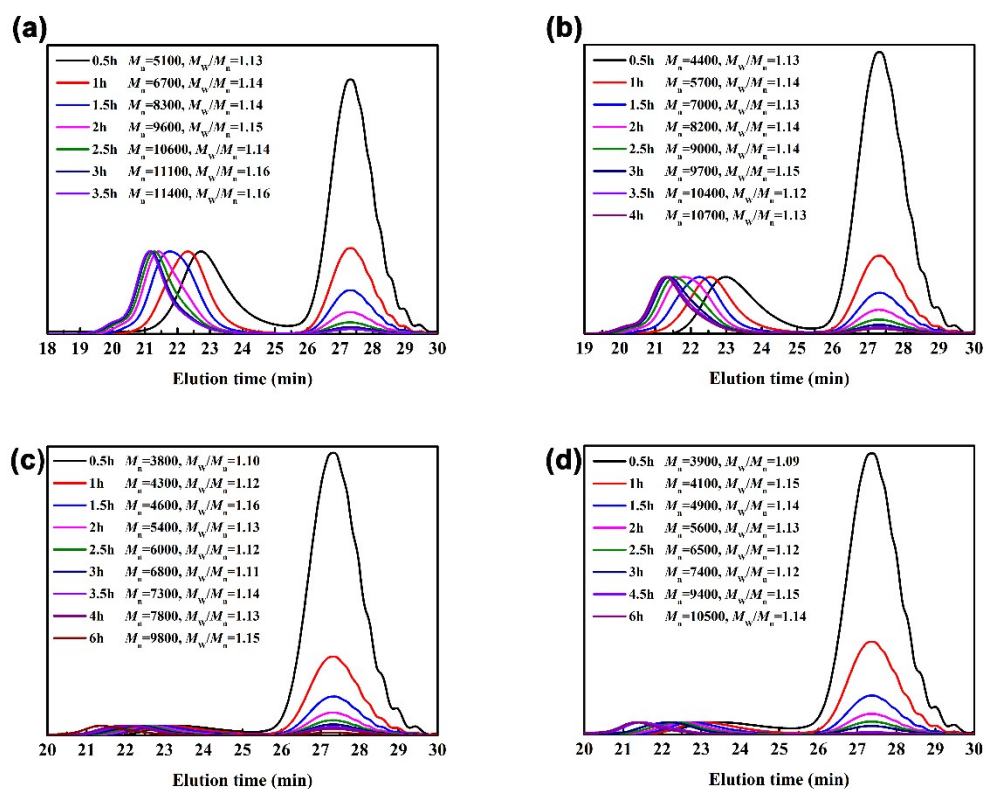 (a)
0.5h Mn=5100, MW/Mn=1.13
1h Mn=6700, MW/Mn=1.14
1.5h Mn=8300, MW/Mn=1.14
2h Mn=9600, MW/Mn=1.15
2.5h Mn=10600, MW/Mn=1.14
3h Mn=11100, MW/Mn=1.16
3.5h Mn=11400, MW/Mn=1.16
18 19 20 21 22 23 24 25 26 27 28 29 30
Elution time (min)
(b)
0.5h Mn=4400, MW/Mn=1.13
1h Mn=5700, MW/Mn=1.14
1.5h Mn=7000, MW/Mn=1.13
2h Mn=8200, MW/Mn=1.14
2.5h Mn=9000, MW/Mn=1.14
3h Mn=9700, MW/Mn=1.15
3.5h Mn=10400, MW/Mn=1.12
4h Mn=10700, MW/Mn=1.13
19 20 21 22 23 24 25 26 27 28 29 30
Elution time (min)
(c)
0.5h Mn=3800, MW/Mn=1.10
1h Mn=4300, MW/Mn=1.12
1.5h Mn=4600, MW/Mn=1.16
2h Mn=5400, MW/Mn=1.13
2.5h Mn=6000, MW/Mn=1.12
3h Mn=6800, MW/Mn=1.11
3.5h Mn=7300, MW/Mn=1.14
4h Mn=7800, MW/Mn=1.13
6h Mn=9800, MW/Mn=1.15
20 21 22 23 24 25 26 27 28 29 30
Elution time (min)
(d)
0.5h Mn=3900, MW/Mn=1.09
1h Mn=4100, MW/Mn=1.15
1.5h Mn=4900, MW/Mn=1.14
2h Mn=5600, MW/Mn=1.13
2.5h Mn=6500, MW/Mn=1.12
3h Mn=7400, MW/Mn=1.12
4.5h Mn=9400, MW/Mn=1.15
6h Mn=10500, MW/Mn=1.14
20 21 22 23 24 25 26 27 28 29 30
Elution time (min)